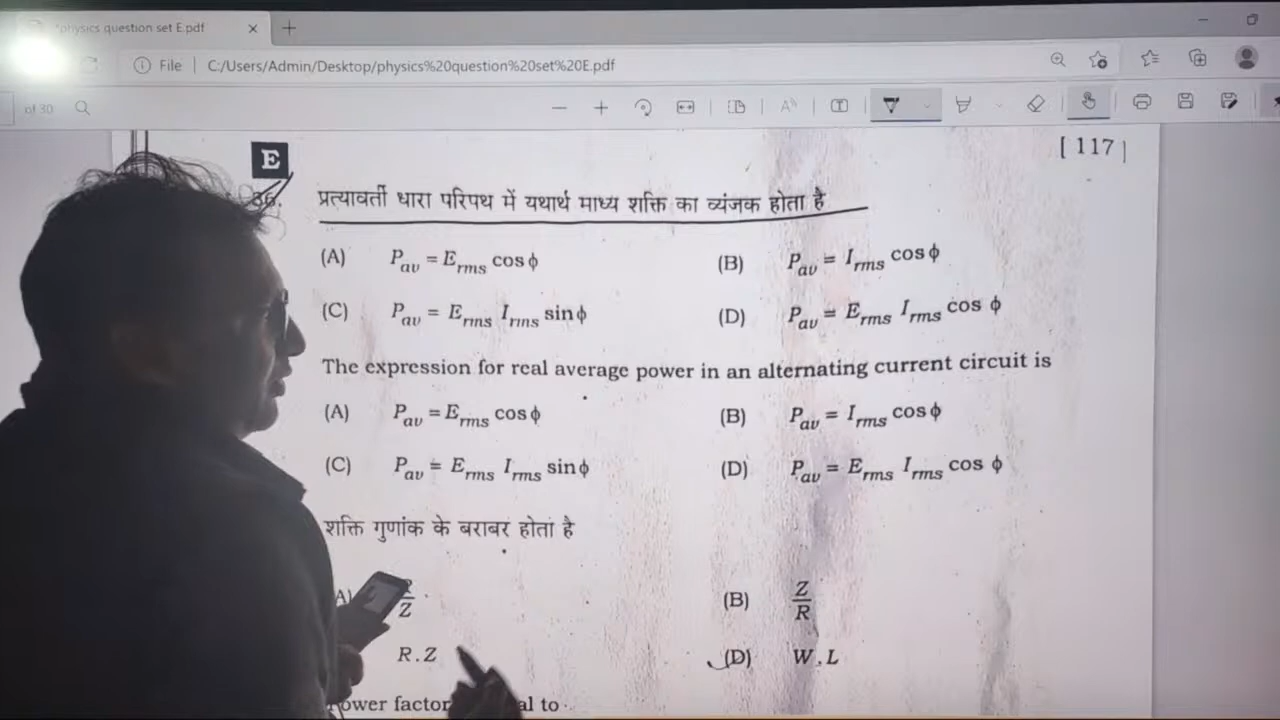 physics question set E.pdf
File C:/Users/Admin/Desktop/physics%20question%20set%20E.pdf
of 30
E
[ 117 ]
36. प्रत्यावर्ती धारा परिपथ में यथार्थ माध्य शक्ति का व्यंजक होता है
(A) P_av = E_rms cos ϕ (B) P_av = I_rms cos ϕ
(C) P_av = E_rms I_rms sin ϕ (D) P_av = E_rms I_rms cos ϕ
The expression for real average power in an alternating current circuit is
(A) P_av = E_rms cos ϕ (B) P_av = I_rms cos ϕ
(C) P_av = E_rms I_rms sin ϕ (D) P_av = E_rms I_rms cos ϕ
शक्ति गुणांक के बराबर होता है
A) R/Z (B) Z/R
R.Z (D) W.L
Power factor al to